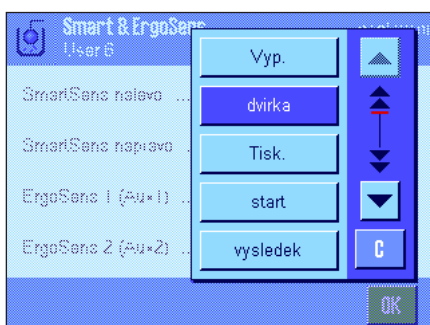 Smart & ErgoSens
User 6
Vyp.
SmartSens nalevo ...
dvirka
SmartSens napravo ..
Tisk.
ErgoSens 1 (Aux1) ..
start
ErgoSens 2 (Aux2) ..
vysledek
C
OK